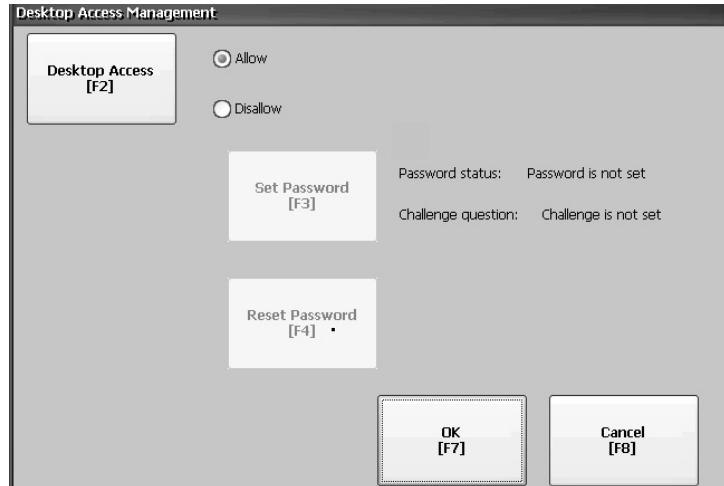 Desktop Access Management
Desktop Access
[F2]
Allow
Disallow
Set Password
[F3]
Password status: Password is not set
Challenge question: Challenge is not set
Reset Password
[F4]
OK
[F7]
Cancel
[F8]